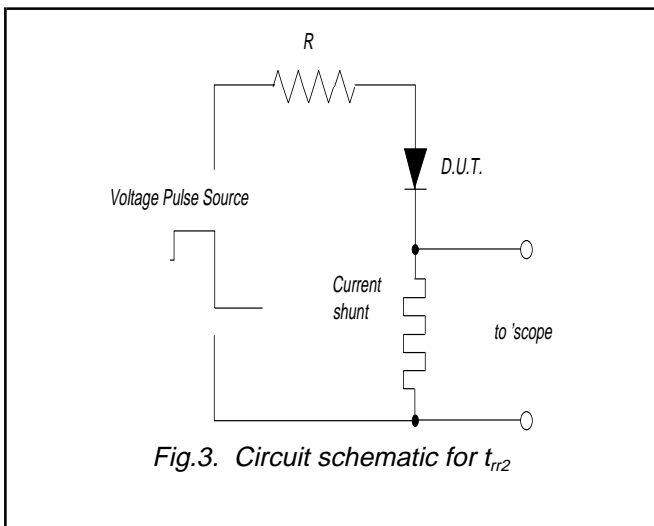 R
D.U.T.
Voltage Pulse Source
Current
shunt
to 'scope
Fig.3. Circuit schematic for trr2